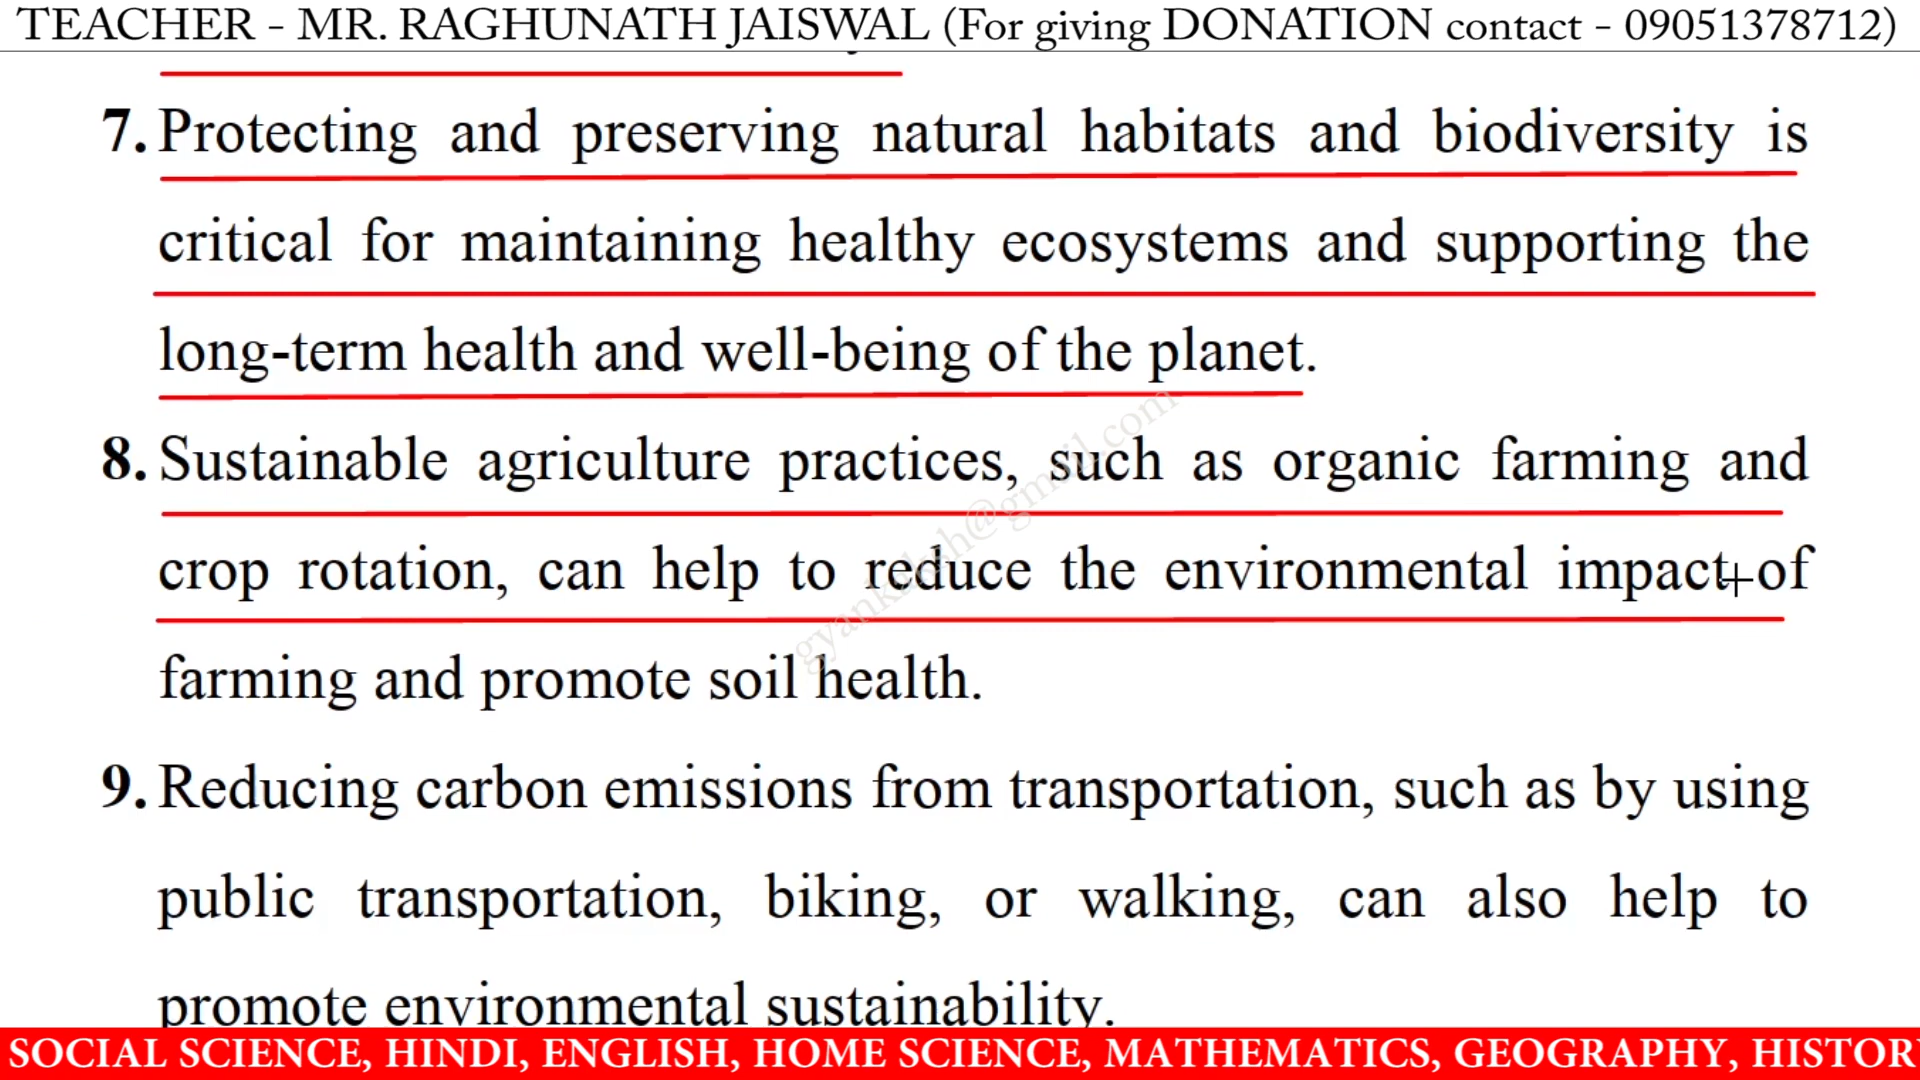 TEACHER - MR. RAGHUNATH JAISWAL (For giving DONATION contact - 09051378712)
7. Protecting and preserving natural habitats and biodiversity is
critical for maintaining healthy ecosystems and supporting the
long-term health and well-being of the planet.
8. Sustainable agriculture practices, such as organic farming and
crop rotation, can help to reduce the environmental impact of
farming and promote soil health.
9. Reducing carbon emissions from transportation, such as by using
public transportation, biking, or walking, can also help to
promote environmental sustainability.
SOCIAL SCIENCE, HINDI, ENGLISH, HOME SCIENCE, MATHEMATICS, GEOGRAPHY, HISTORY